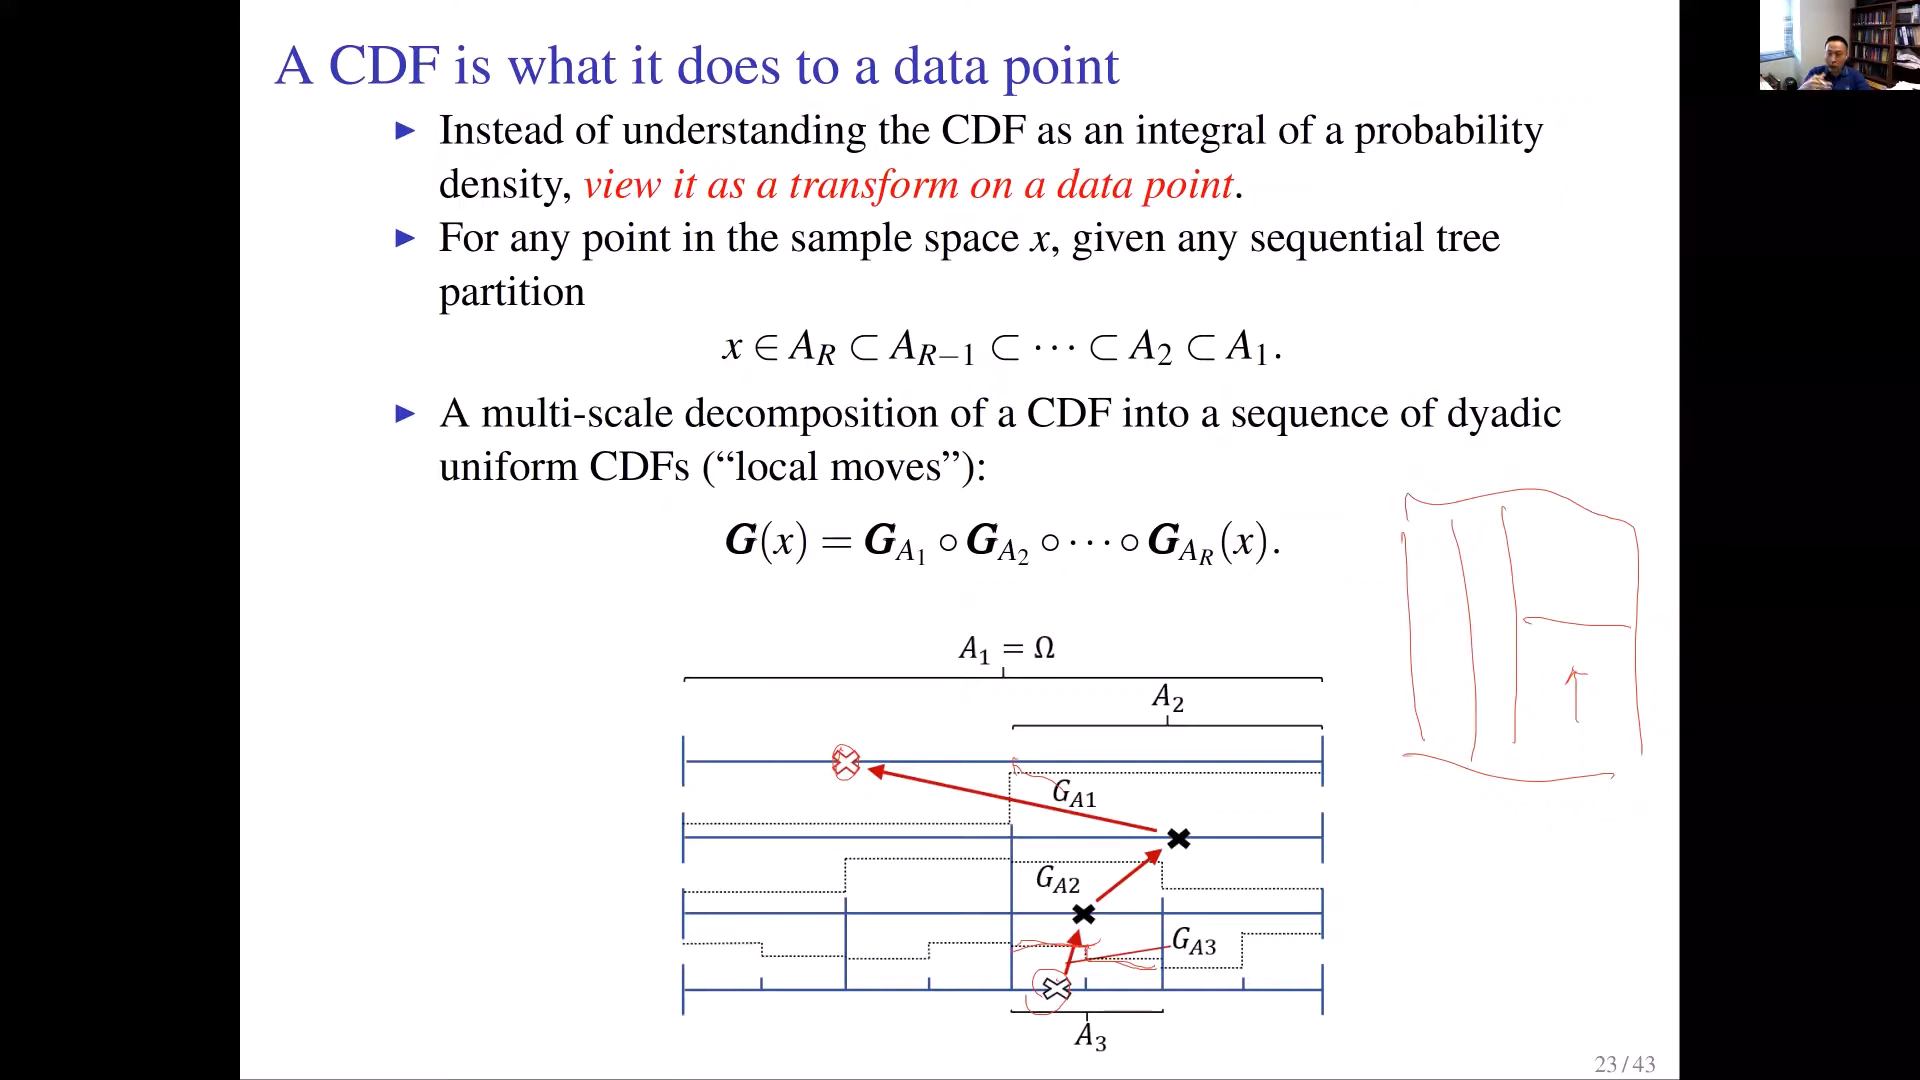 A CDF is what it does to a data point
▶ Instead of understanding the CDF as an integral of a probability
density, view it as a transform on a data point.
▶ For any point in the sample space x, given any sequential tree
partition
x ∈ A_R ⊂ A_{R−1} ⊂ ··· ⊂ A_2 ⊂ A_1.
▶ A multi-scale decomposition of a CDF into a sequence of dyadic
uniform CDFs (“local moves”):
G(x) = G_{A_1} ∘ G_{A_2} ∘ ··· ∘ G_{A_R}(x).
A_1 = Ω
A_2
G_{A1}
G_{A2}
G_{A3}
A_3
23 / 43